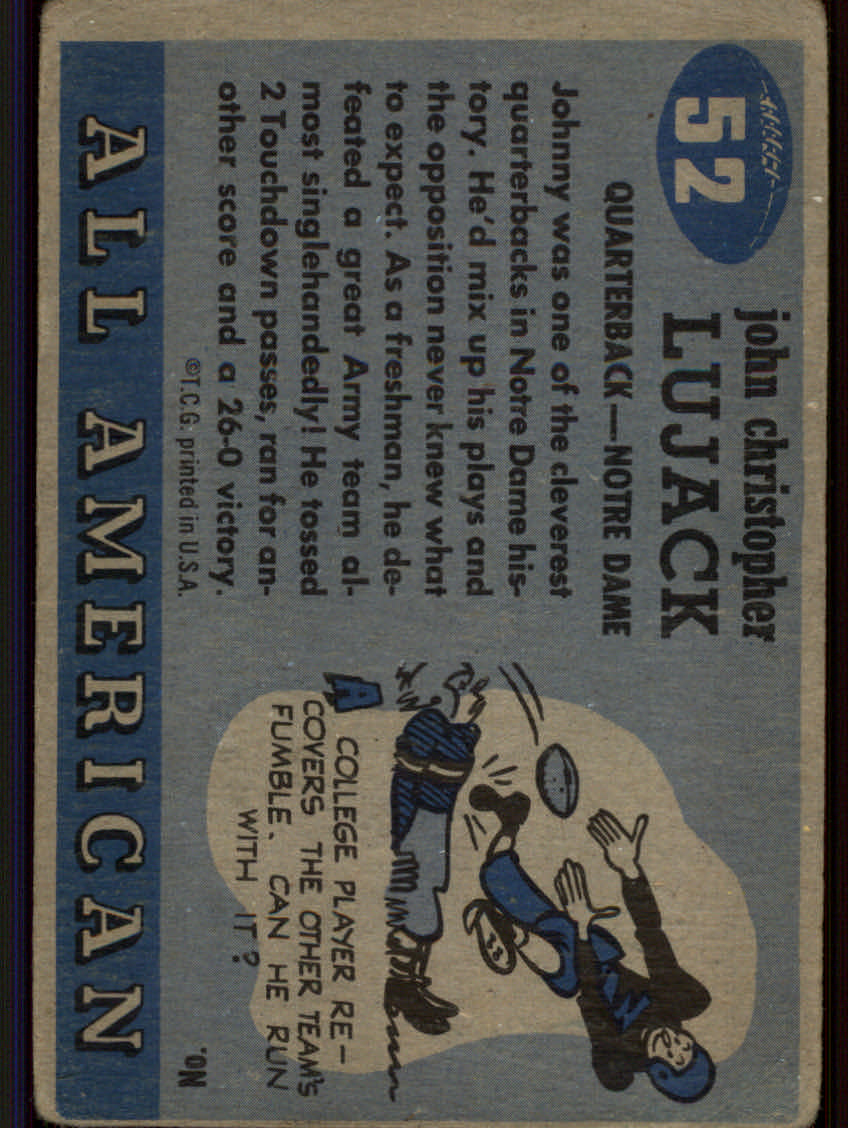 52
john christopher
LUJACK
QUARTERBACK—NOTRE DAME
Johnny was one of the cleverest
quarterbacks in Notre Dame his-
tory. He'd mix up his plays and
the opposition never knew what
to expect. As a freshman, he de-
feated a great Army team al-
most singlehandedly! He tossed
2 Touchdown passes, ran for an-
other score and a 26-0 victory.
©T.C.G. printed in U.S.A.
A COLLEGE PLAYER RE-
COVERS THE OTHER TEAM'S
FUMBLE. CAN HE RUN
WITH IT?
No.
ALL AMERICAN